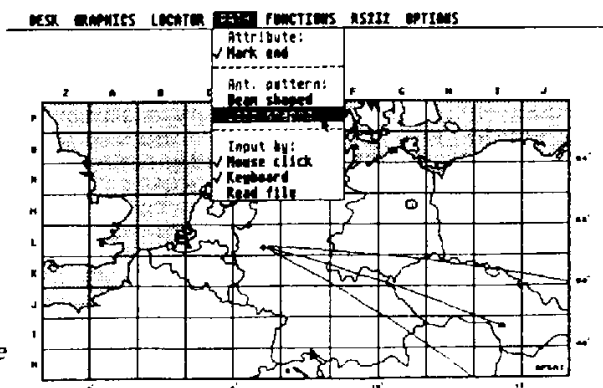 DESK GRAPHICS LOCATOR PATH FUNCTIONS RS232 OPTIONS
Attribute:
✓ Mark end
Ant. pattern:
Beam shaped
Input by:
✓ Mouse click
✓ Keyboard
Read file
Z A B F G H I J
P
N
M
L
K
J
I
H
e